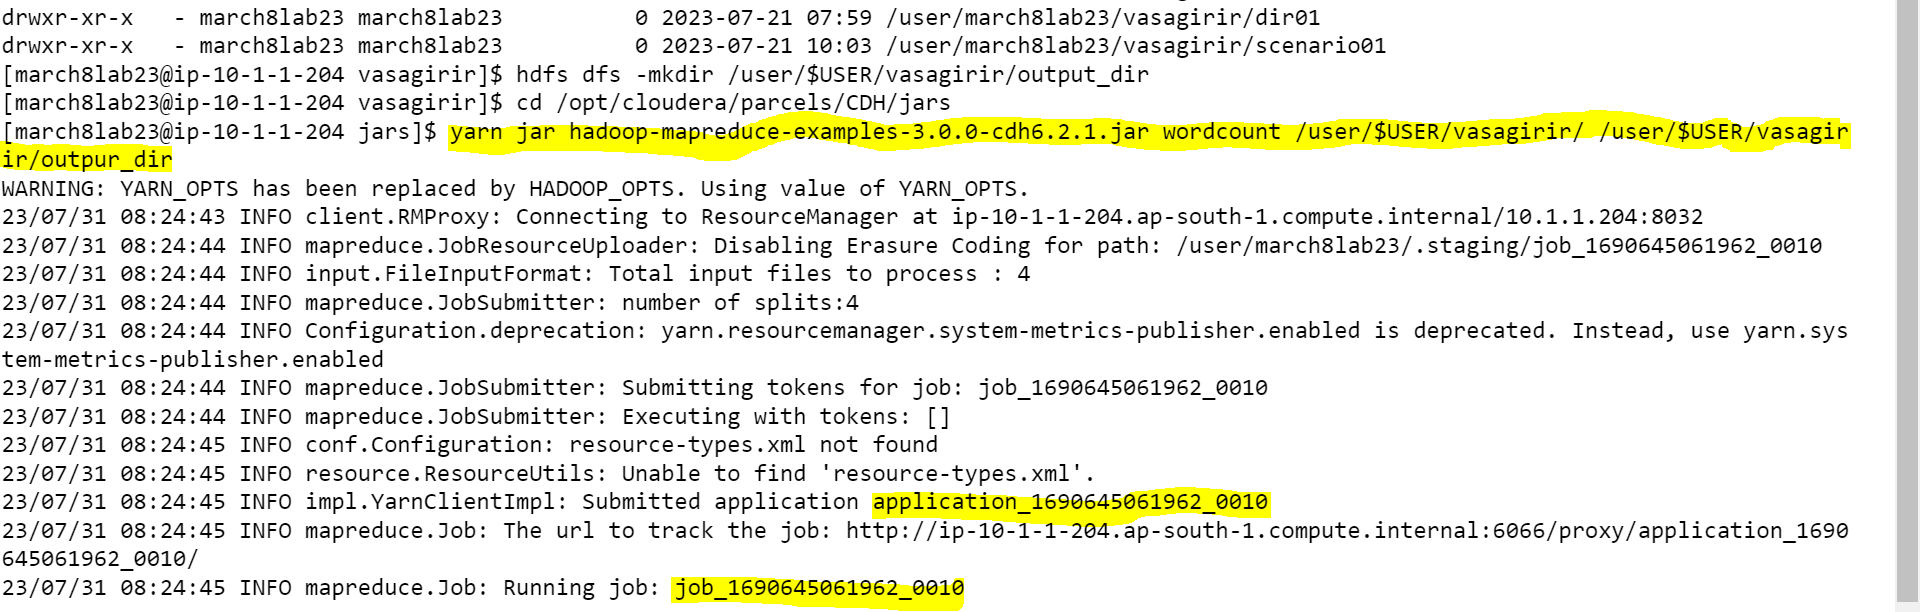 drwxr-xr-x   - march8lab23 march8lab23          0 2023-07-21 07:59 /user/march8lab23/vasagirir/dir01
drwxr-xr-x   - march8lab23 march8lab23          0 2023-07-21 10:03 /user/march8lab23/vasagirir/scenario01
[march8lab23@ip-10-1-1-204 vasagirir]$ hdfs dfs -mkdir /user/$USER/vasagirir/output_dir
[march8lab23@ip-10-1-1-204 vasagirir]$ cd /opt/cloudera/parcels/CDH/jars
[march8lab23@ip-10-1-1-204 jars]$ yarn jar hadoop-mapreduce-examples-3.0.0-cdh6.2.1.jar wordcount /user/$USER/vasagirir/ /user/$USER/vasagir
ir/outpur_dir
WARNING: YARN_OPTS has been replaced by HADOOP_OPTS. Using value of YARN_OPTS.
23/07/31 08:24:43 INFO client.RMProxy: Connecting to ResourceManager at ip-10-1-1-204.ap-south-1.compute.internal/10.1.1.204:8032
23/07/31 08:24:44 INFO mapreduce.JobResourceUploader: Disabling Erasure Coding for path: /user/march8lab23/.staging/job_1690645061962_0010
23/07/31 08:24:44 INFO input.FileInputFormat: Total input files to process : 4
23/07/31 08:24:44 INFO mapreduce.JobSubmitter: number of splits:4
23/07/31 08:24:44 INFO Configuration.deprecation: yarn.resourcemanager.system-metrics-publisher.enabled is deprecated. Instead, use yarn.sys
tem-metrics-publisher.enabled
23/07/31 08:24:44 INFO mapreduce.JobSubmitter: Submitting tokens for job: job_1690645061962_0010
23/07/31 08:24:44 INFO mapreduce.JobSubmitter: Executing with tokens: []
23/07/31 08:24:45 INFO conf.Configuration: resource-types.xml not found
23/07/31 08:24:45 INFO resource.ResourceUtils: Unable to find 'resource-types.xml'.
23/07/31 08:24:45 INFO impl.YarnClientImpl: Submitted application application_1690645061962_0010
23/07/31 08:24:45 INFO mapreduce.Job: The url to track the job: http://ip-10-1-1-204.ap-south-1.compute.internal:6066/proxy/application_1690
645061962_0010/
23/07/31 08:24:45 INFO mapreduce.Job: Running job: job_1690645061962_0010